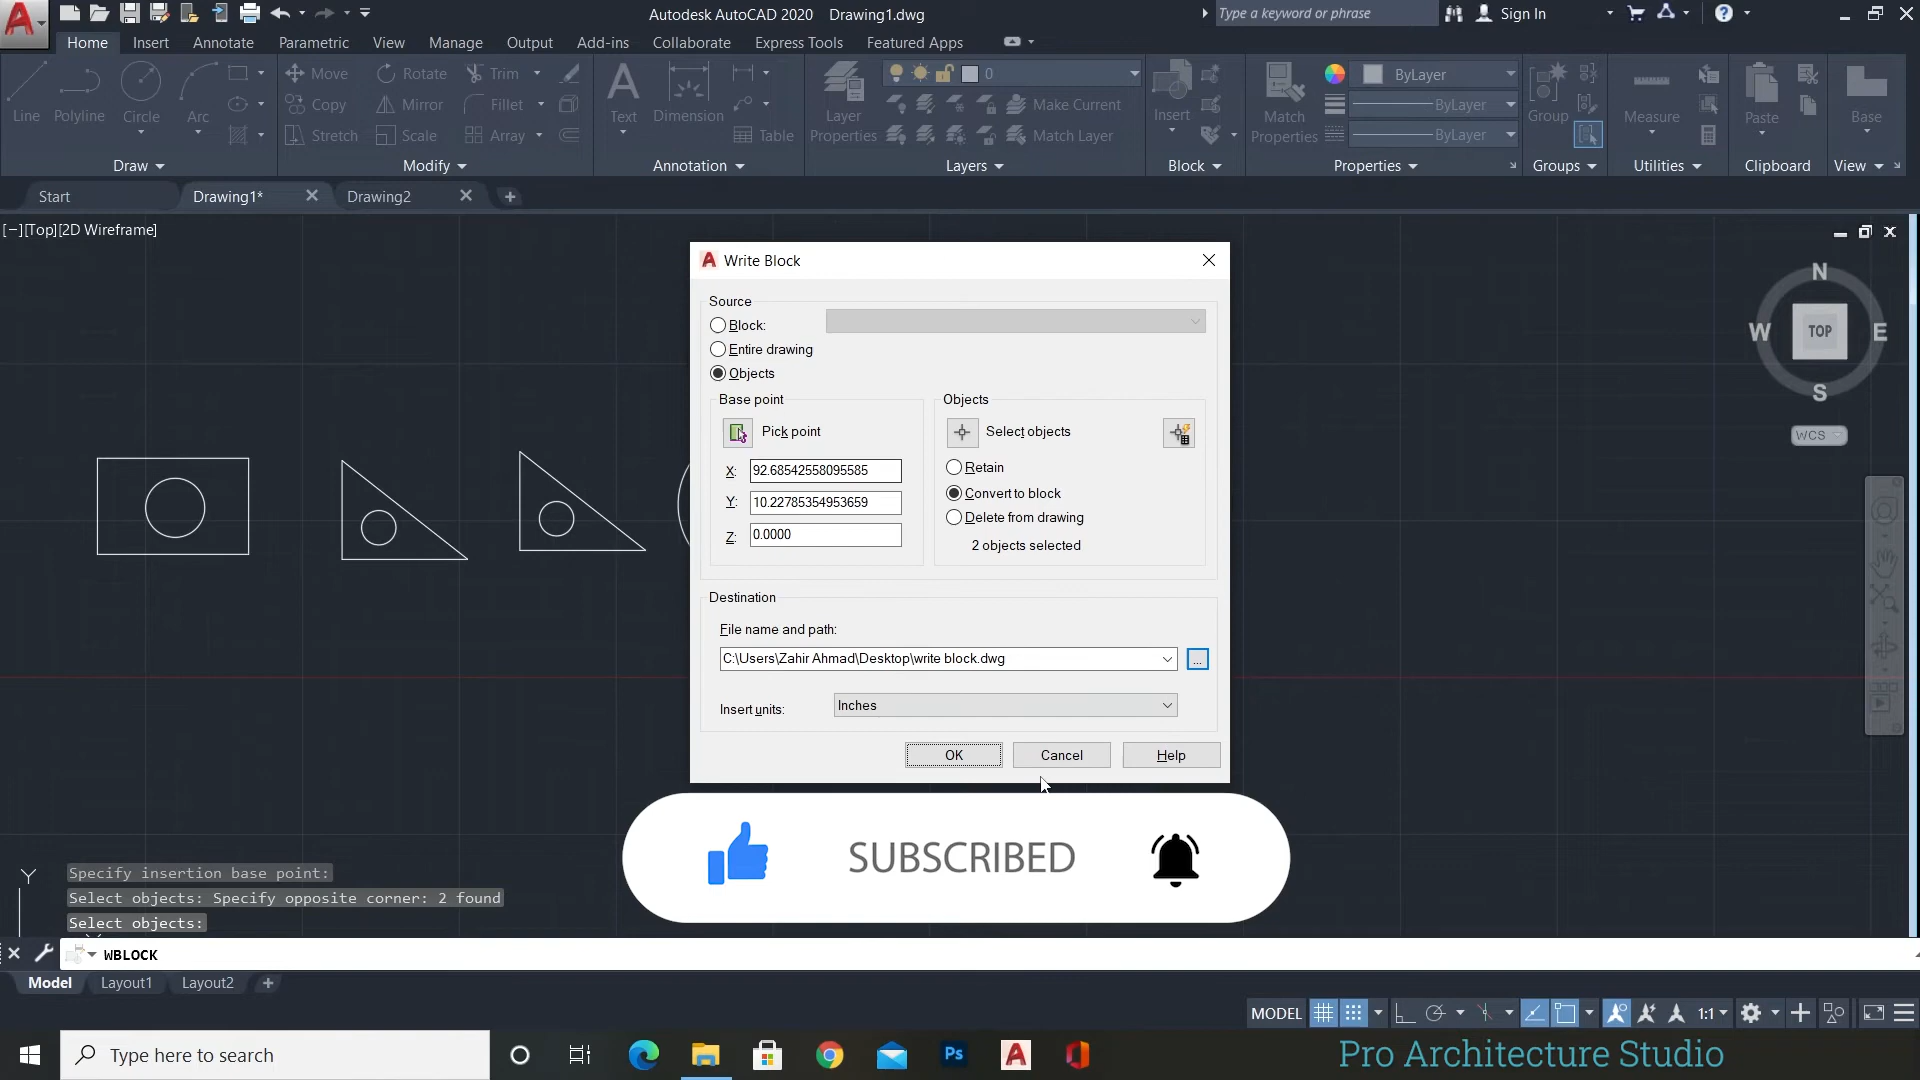 Autodesk AutoCAD 2020 Drawing1.dwg
Type a keyword or phrase
Sign In
Home Insert Annotate Parametric View Manage Output Add-ins Collaborate Express Tools Featured Apps
Line Polyline Circle Arc
Move Rotate Trim
Copy Mirror Fillet
Stretch Scale Array
Text Dimension Table
Layer Properties
0
Make Current
Match Layer
Insert
Match Properties
ByLayer
ByLayer
ByLayer
Group
Measure
Paste
Base
Draw Modify Annotation Layers Block Properties Groups Utilities Clipboard View
Start Drawing1* Drawing2
[−][Top][2D Wireframe]
N
W TOP E
S
WCS
Write Block
Source
Block:
Entire drawing
Objects
Base point
Pick point
X: 92.68542558095585
Y: 10.22785354953659
Z: 0.0000
Objects
Select objects
Retain
Convert to block
Delete from drawing
2 objects selected
Destination
File name and path:
C:\Users\Zahir Ahmad\Desktop\write block.dwg
...
Insert units: Inches
OK Cancel Help
SUBSCRIBED
Y
Specify insertion base point:
Select objects: Specify opposite corner: 2 found
Select objects:
WBLOCK
Model Layout1 Layout2
MODEL 1:1
Type here to search
Ps
Pro Architecture Studio